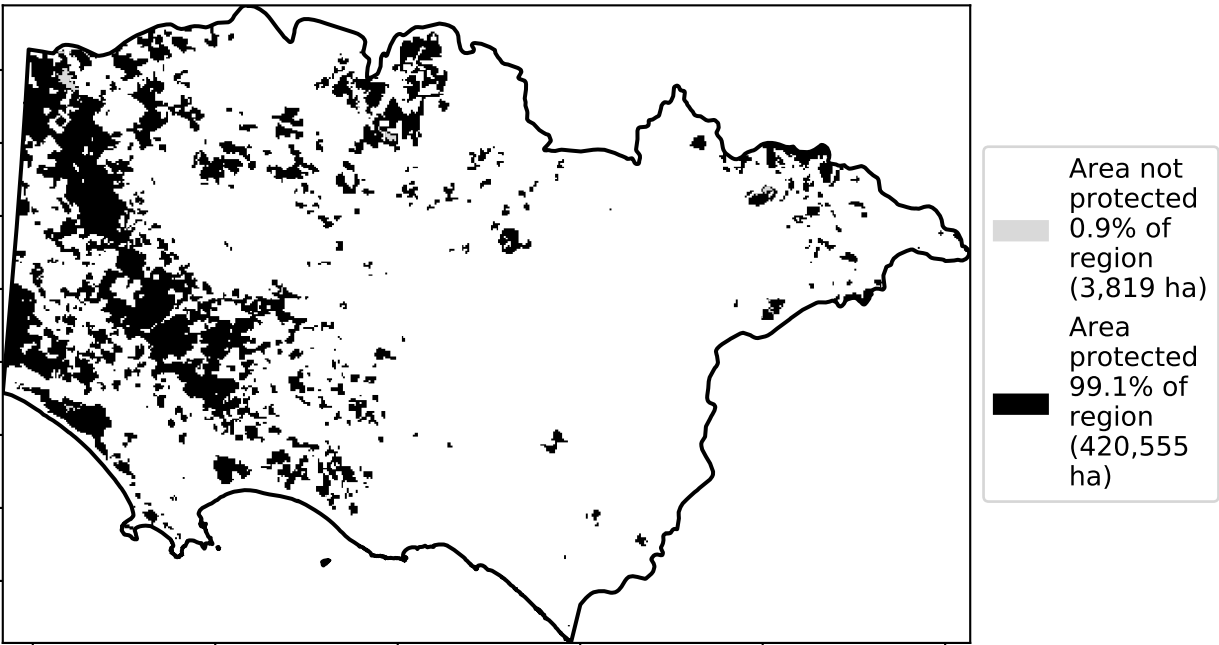 Area not
protected
0.9% of
region
(3,819 ha)
Area
protected
99.1% of
region
(420,555
ha)